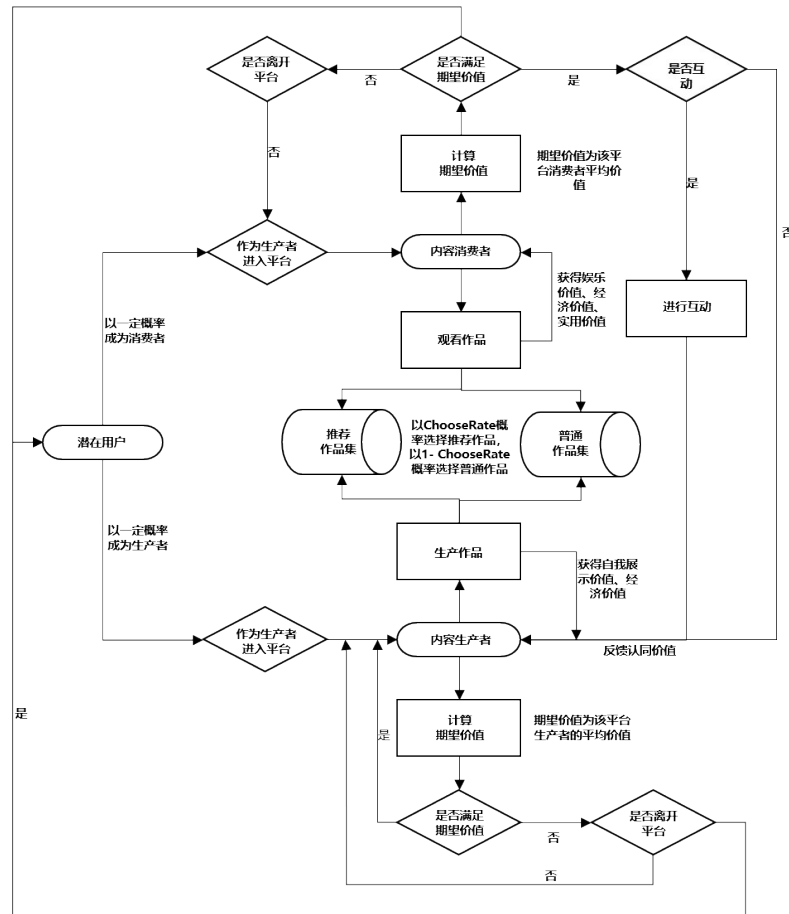 是否离开
平台
否
是否满足
期望价值
是
是否互
动
计算
期望价值
期望价值为该平
台消费者平均价
值
否
是
否
作为生产者
进入平台
内容消费者
获得娱乐
价值、经
济价值、
实用价值
进行互动
以一定概率
成为消费者
观看作品
潜在用户
推荐
作品集
以ChooseRate概
率选择推荐作品,
以1- ChooseRate
概率选择普通作品
普通
作品集
以一定概率
成为生产者
生产作品
获得自我展
示价值、经
济价值
作为生产者
进入平台
内容生产者
反馈认同价值
是
计算
期望价值
期望价值为该平台
生产者的平均价值
是
是否满足
期望价值
否
是否离开
平台
否